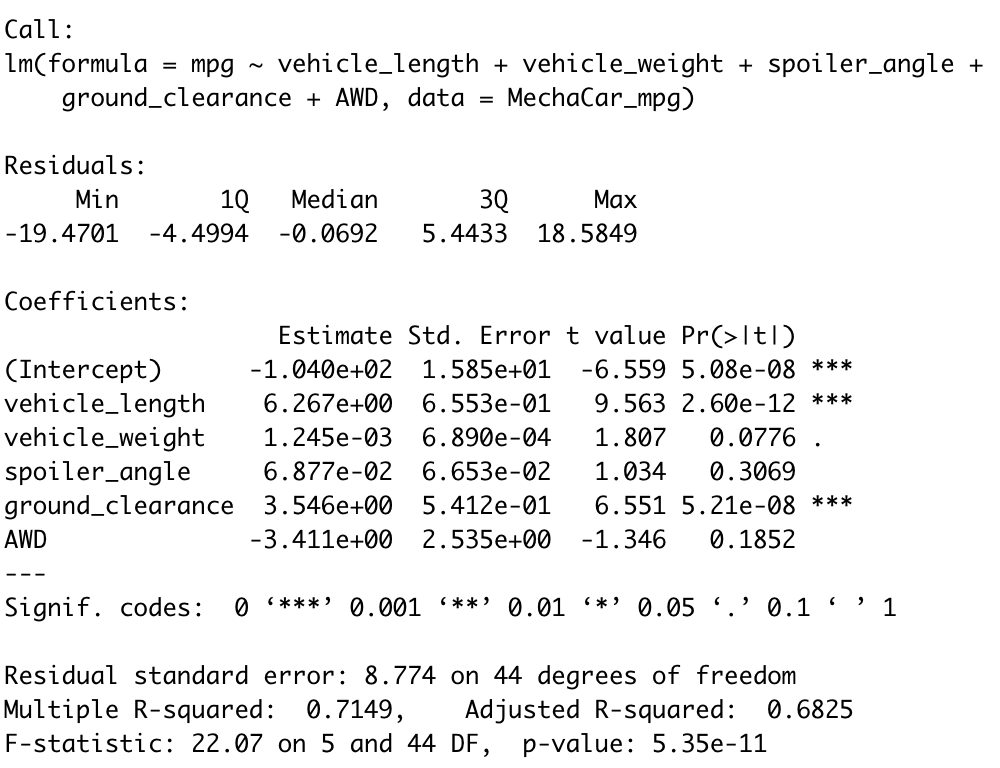 Call:
lm(formula = mpg ~ vehicle_length + vehicle_weight + spoiler_angle +
    ground_clearance + AWD, data = MechaCar_mpg)

Residuals:
     Min       1Q   Median       3Q      Max
-19.4701  -4.4994  -0.0692   5.4433  18.5849

Coefficients:
                   Estimate Std. Error t value Pr(>|t|)
(Intercept)      -1.040e+02  1.585e+01  -6.559 5.08e-08 ***
vehicle_length    6.267e+00  6.553e-01   9.563 2.60e-12 ***
vehicle_weight    1.245e-03  6.890e-04   1.807   0.0776 .
spoiler_angle     6.877e-02  6.653e-02   1.034   0.3069
ground_clearance  3.546e+00  5.412e-01   6.551 5.21e-08 ***
AWD              -3.411e+00  2.535e+00  -1.346   0.1852
---
Signif. codes:  0 ‘***’ 0.001 ‘**’ 0.01 ‘*’ 0.05 ‘.’ 0.1 ‘ ’ 1

Residual standard error: 8.774 on 44 degrees of freedom
Multiple R-squared:  0.7149,    Adjusted R-squared:  0.6825
F-statistic: 22.07 on 5 and 44 DF,  p-value: 5.35e-11